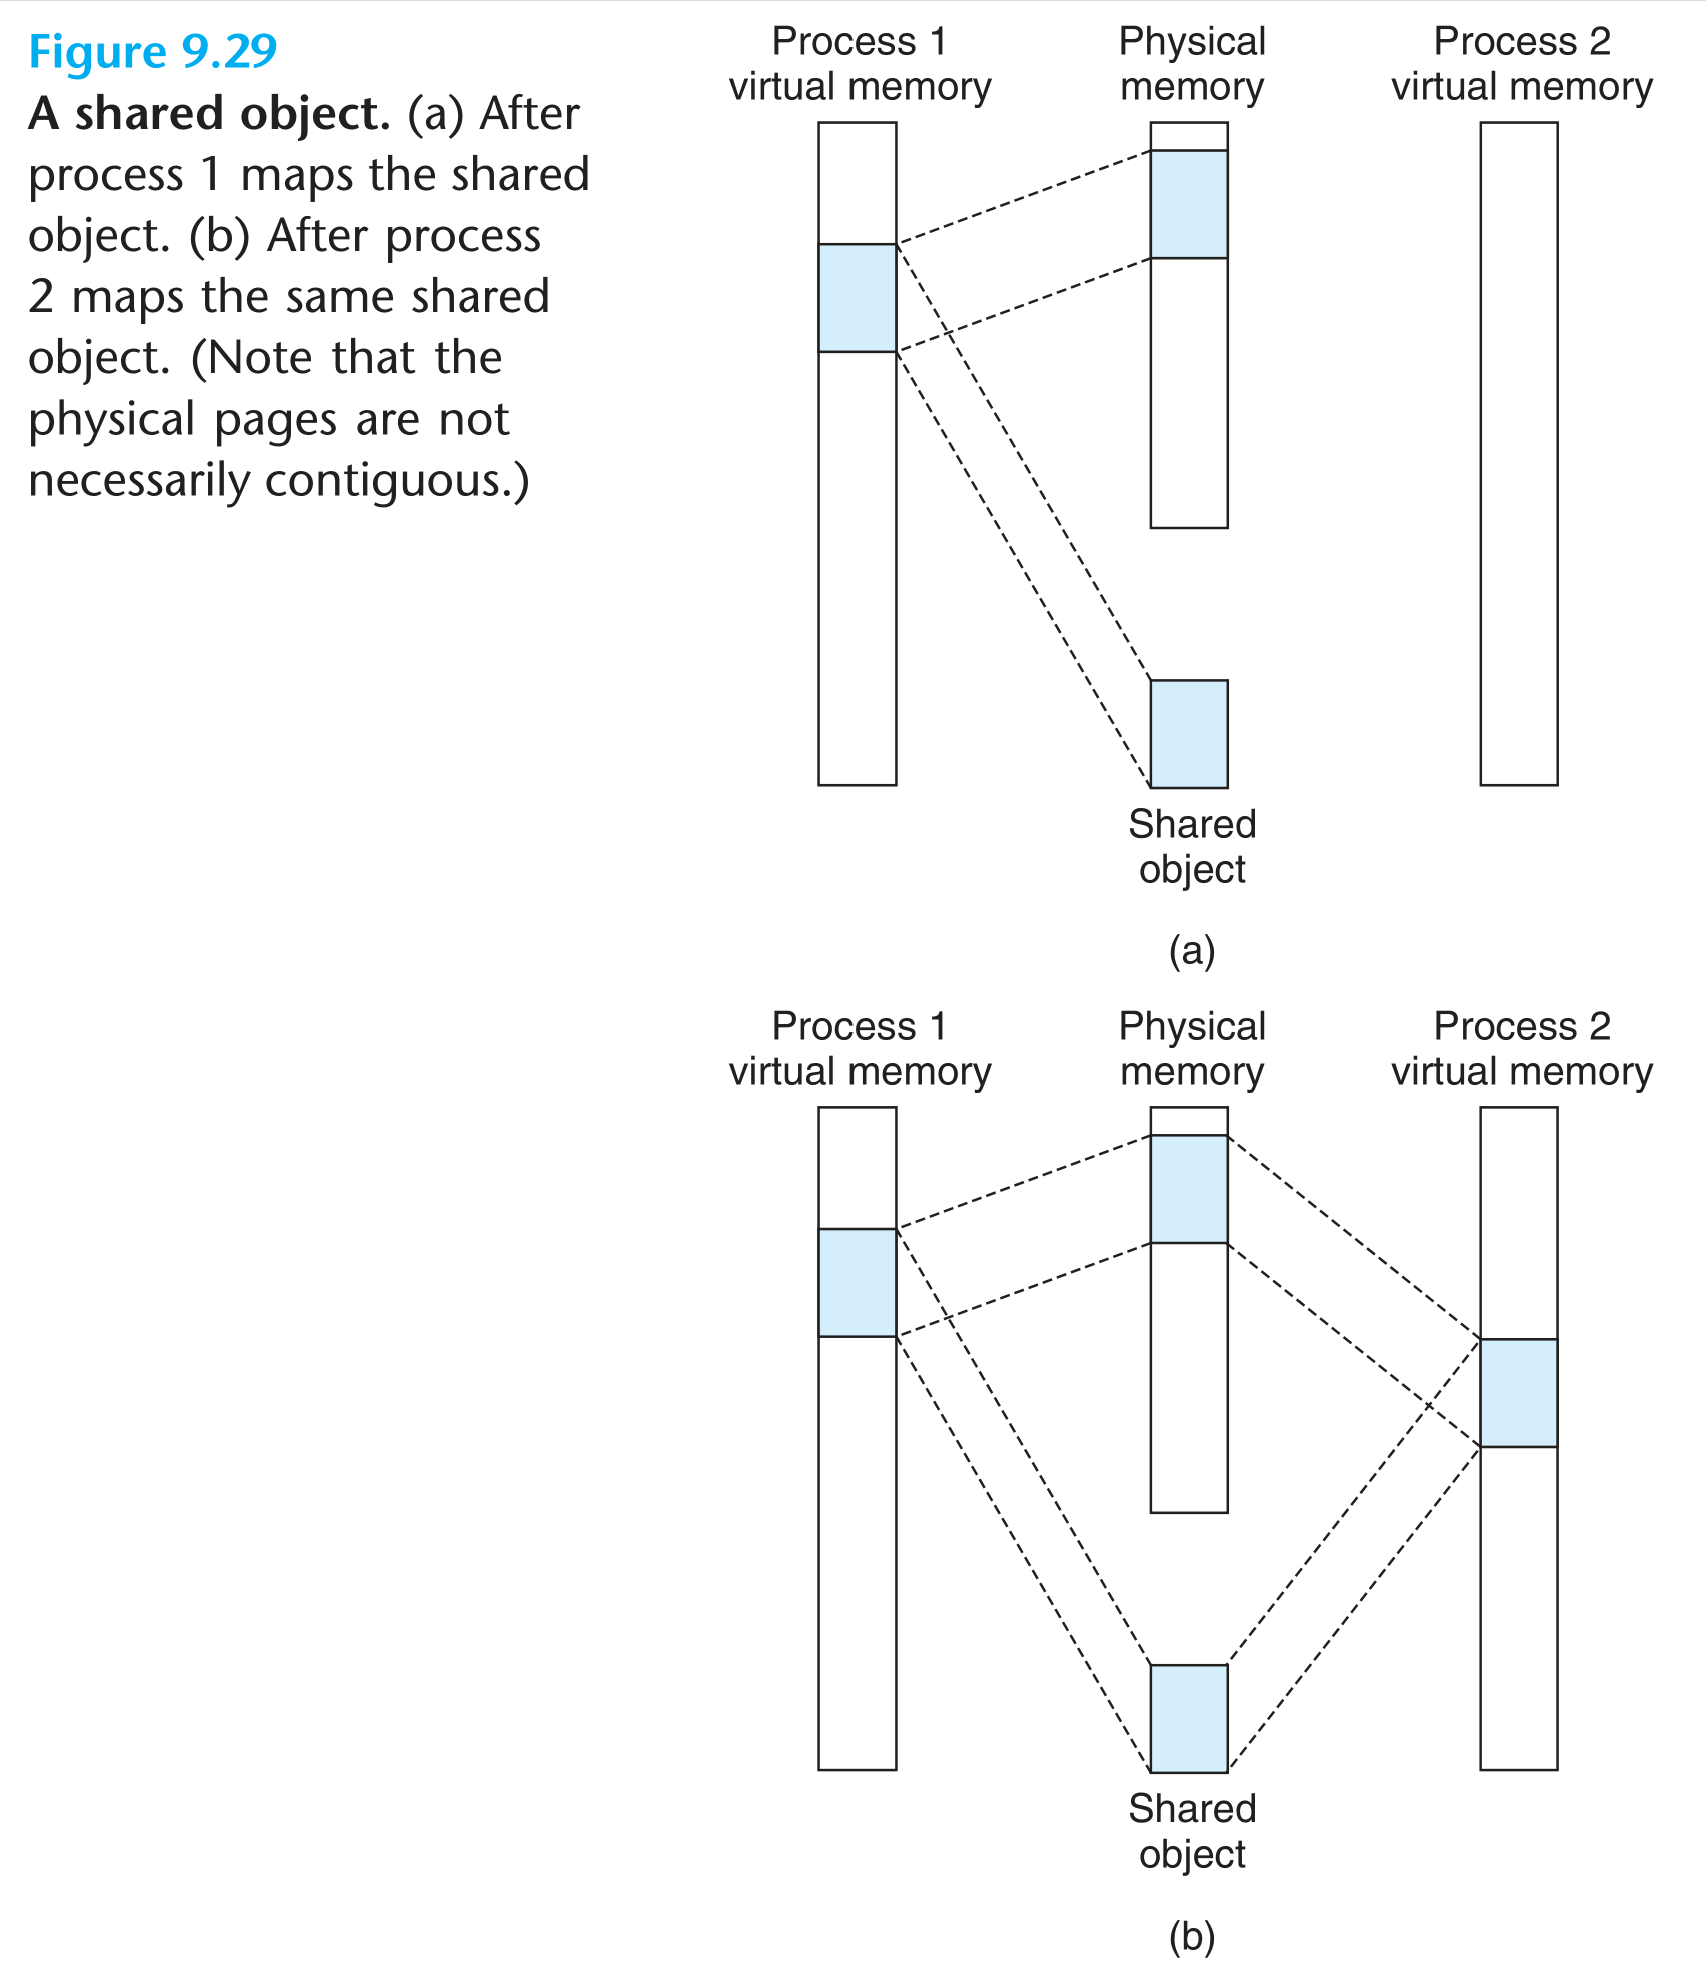 Figure 9.29
A shared object. (a) After
process 1 maps the shared
object. (b) After process
2 maps the same shared
object. (Note that the
physical pages are not
necessarily contiguous.)
Process 1
virtual memory
Physical
memory
Process 2
virtual memory
Shared
object
(a)
Process 1
virtual memory
Physical
memory
Process 2
virtual memory
Shared
object
(b)